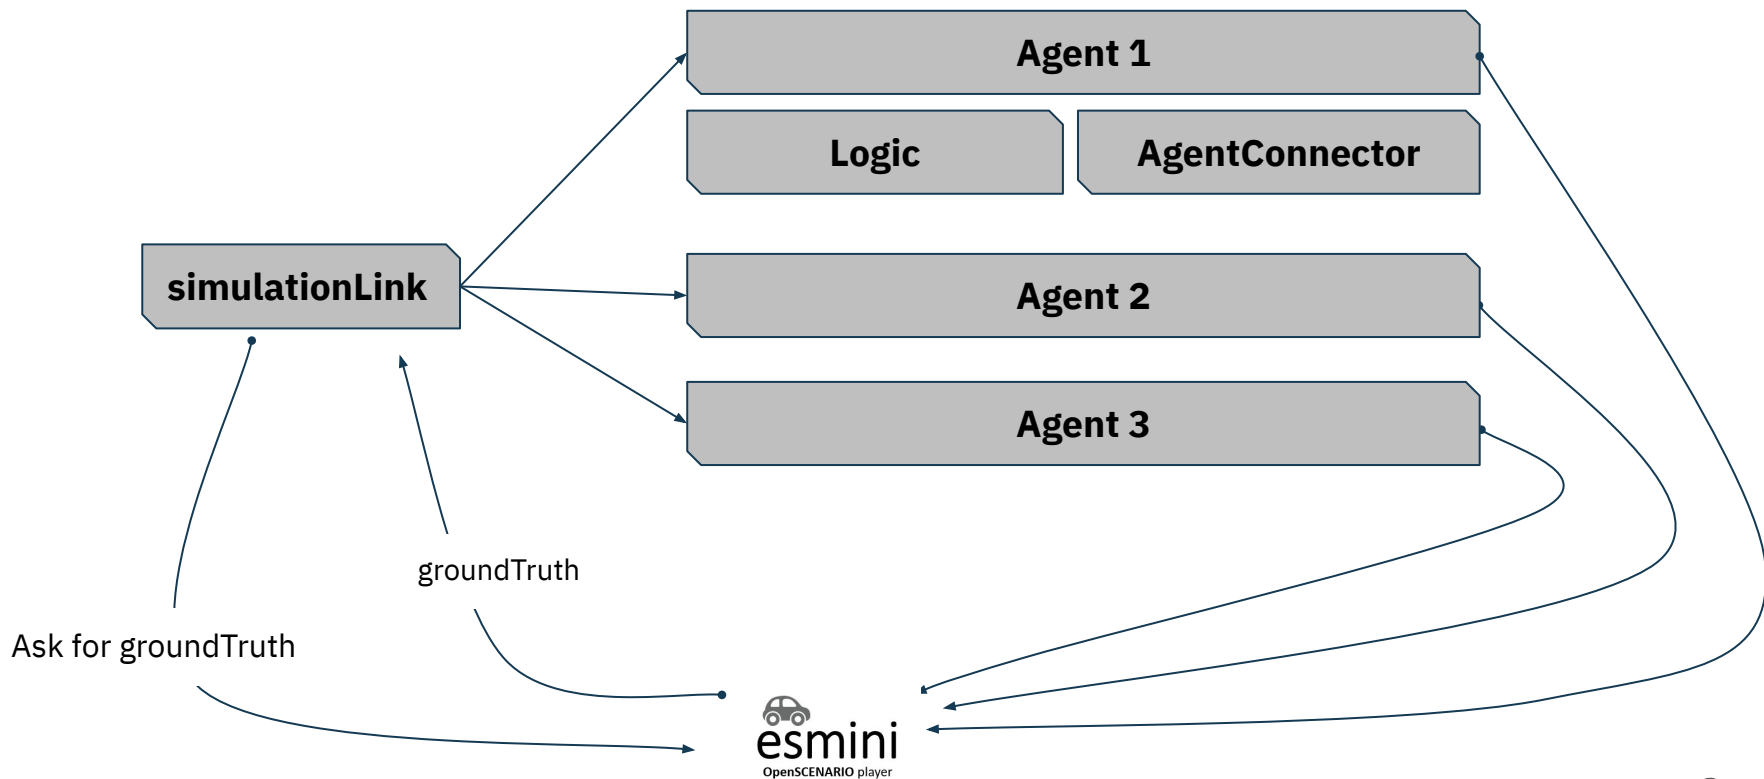 Agent 1
Logic
AgentConnector
simulationLink
Agent 2
Agent 3
groundTruth
Ask for groundTruth
esmini
OpenSCENARIO player